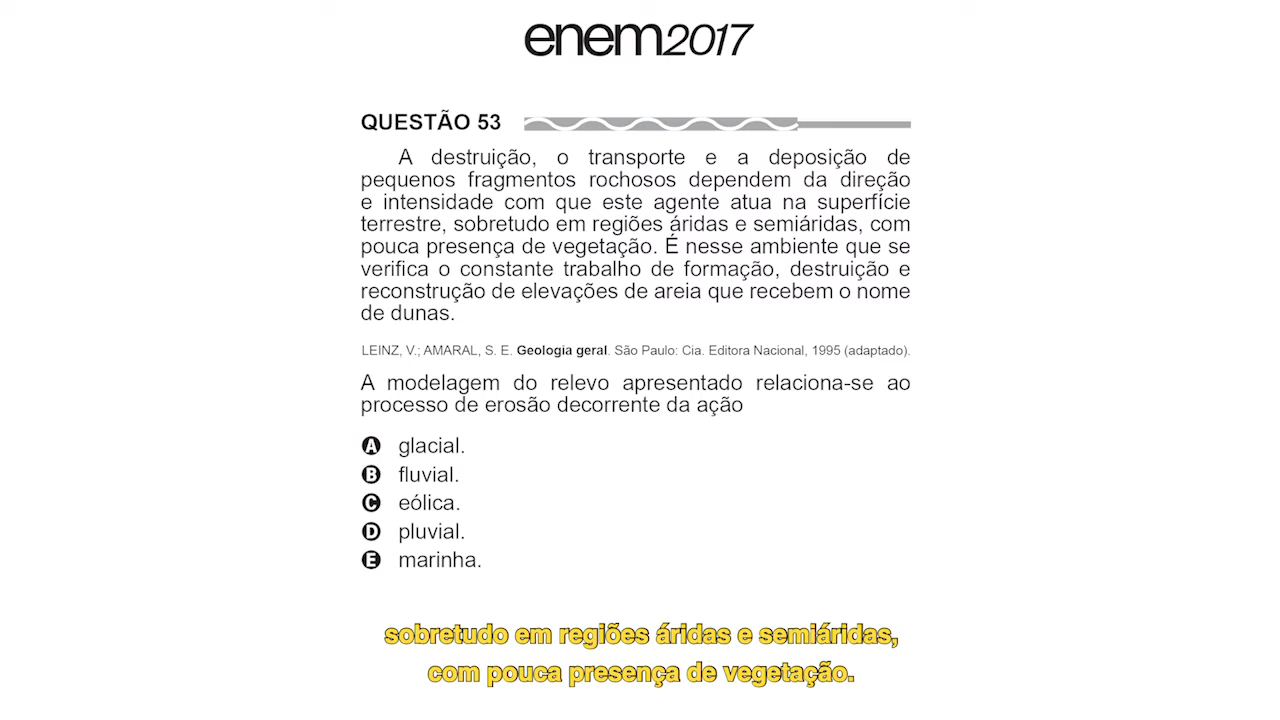 enem2017
QUESTÃO 53
A destruição, o transporte e a deposição de
pequenos fragmentos rochosos dependem da direção
e intensidade com que este agente atua na superfície
terrestre, sobretudo em regiões áridas e semiáridas, com
pouca presença de vegetação. É nesse ambiente que se
verifica o constante trabalho de formação, destruição e
reconstrução de elevações de areia que recebem o nome
de dunas.
LEINZ, V.; AMARAL, S. E. Geologia geral. São Paulo: Cia. Editora Nacional, 1995 (adaptado).
A modelagem do relevo apresentado relaciona-se ao
processo de erosão decorrente da ação
A glacial.
B fluvial.
C eólica.
D pluvial.
E marinha.
sobretudo em regiões áridas e semiáridas,
com pouca presença de vegetação.